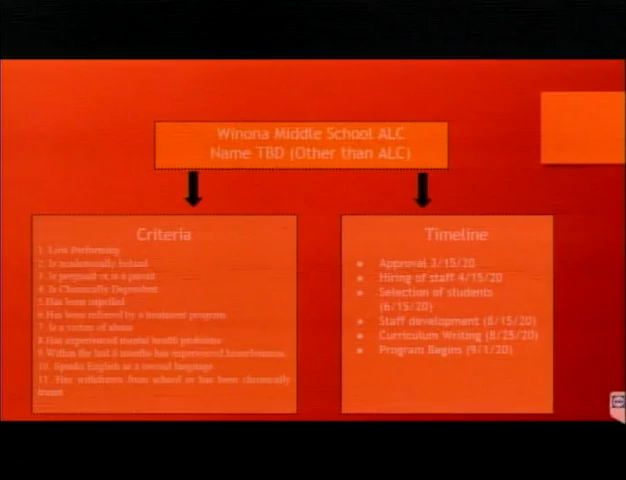 Winona Middle School ALC
Name TBD (Other than ALC)
Criteria
1. Low Performing
2. Is academically behind
3. Is pregnant or is a parent
4. Is Chemically Dependent
5.Has been expelled
6. Has been referred by a treatment program
7. Is a victim of abuse
8.Has experienced mental health problems
9.Within the last 6 months has experienced homelessness
10. Speaks English as a second language
11. Has withdrawn from school or has been chronically
truant
Timeline
• Approval 3/15/20
• Hiring of staff 4/15/20
• Selection of students
(6/15/20)
• Staff development (8/15/20)
• Curriculum Writing (8/25/20)
• Program Begins (9/1/20)